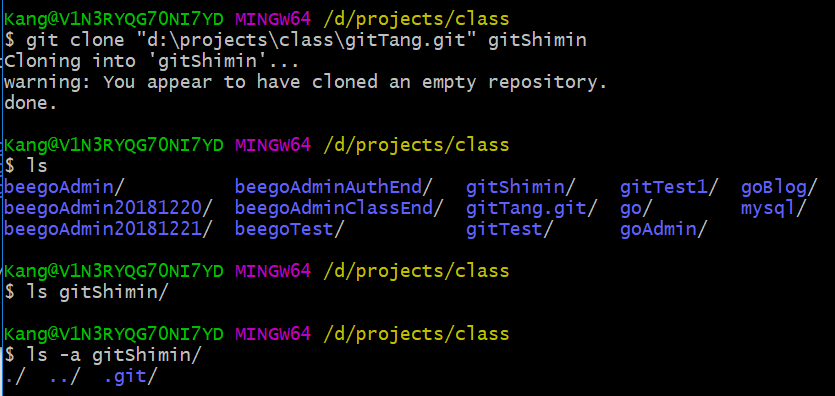 Kang@V1N3RYQG70NI7YD MINGW64 /d/projects/class
$ git clone "d:\projects\class\gitTang.git" gitShimin
Cloning into 'gitShimin'...
warning: You appear to have cloned an empty repository.
done.
Kang@V1N3RYQG70NI7YD MINGW64 /d/projects/class
$ ls
beegoAdmin/ beegoAdminAuthEnd/ gitShimin/ gitTest1/ goBlog/
beegoAdmin20181220/ beegoAdminClassEnd/ gitTang.git/ go/ mysql/
beegoAdmin20181221/ beegoTest/ gitTest/ goAdmin/
Kang@V1N3RYQG70NI7YD MINGW64 /d/projects/class
$ ls gitShimin/
Kang@V1N3RYQG70NI7YD MINGW64 /d/projects/class
$ ls -a gitShimin/
./ ../ .git/